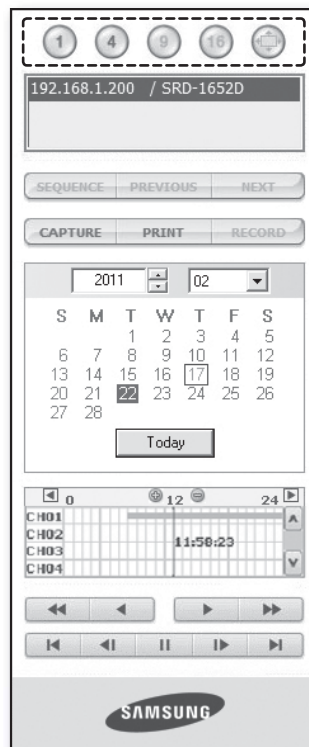 1 4 9 16
192.168.1.200 / SRD-1652D
SEQUENCE PREVIOUS NEXT
CAPTURE PRINT RECORD
2011 02
S M T W T F S
1 2 3 4 5
6 7 8 9 10 11 12
13 14 15 16 17 18 19
20 21 22 23 24 25 26
27 28
Today
0 12 24
CH01
CH02
11:58:23
CH03
CH04
SAMSUNG